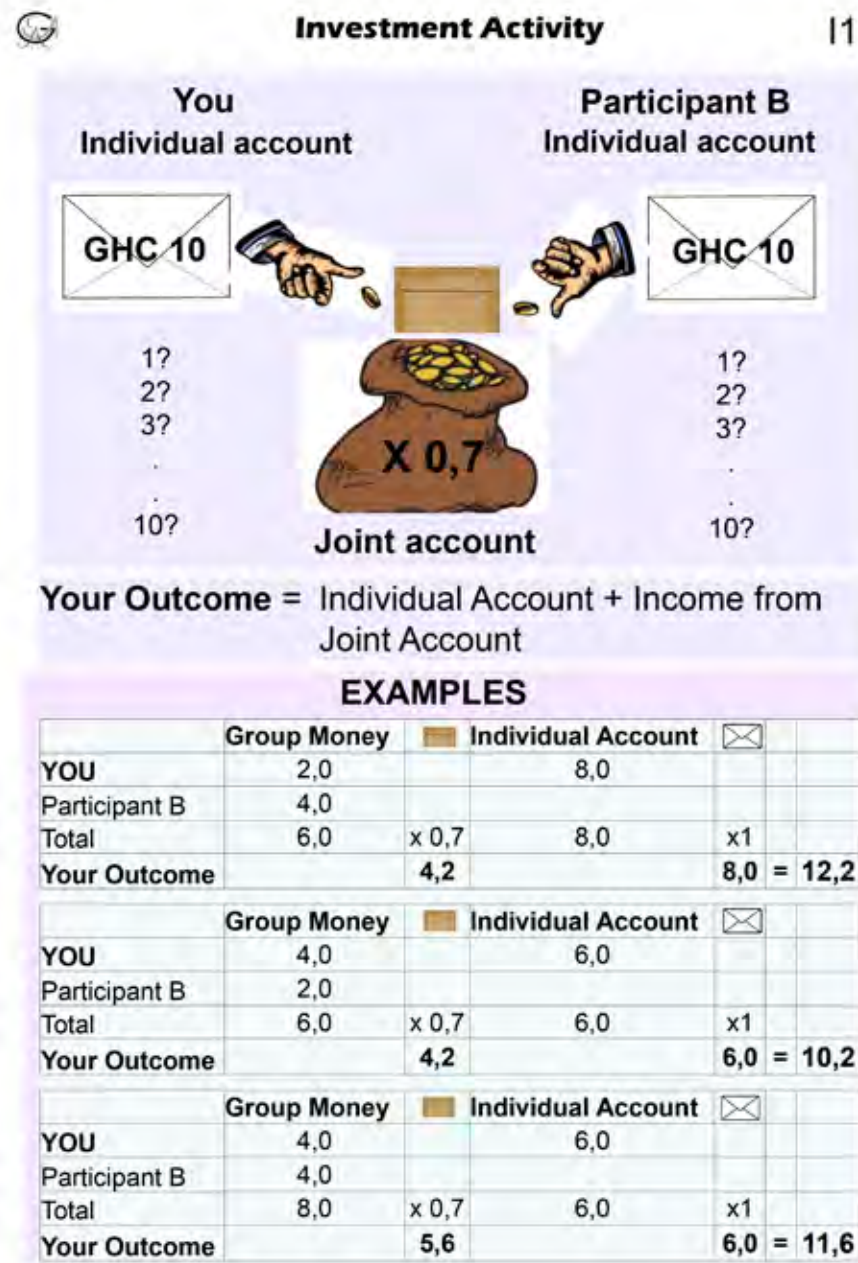 Investment Activity I1
You Participant B
Individual account Individual account
GHC 10 GHC 10
1? 1?
2? 2?
3? 3?
. .
. .
10? 10?
X 0,7
Joint account
Your Outcome = Individual Account + Income from
Joint Account
EXAMPLES
Group Money Individual Account
YOU 2,0 8,0
Participant B 4,0
Total 6,0 x 0,7 8,0 x1
Your Outcome 4,2 8,0 = 12,2
Group Money Individual Account
YOU 4,0 6,0
Participant B 2,0
Total 6,0 x 0,7 6,0 x1
Your Outcome 4,2 6,0 = 10,2
Group Money Individual Account
YOU 4,0 6,0
Participant B 4,0
Total 8,0 x 0,7 6,0 x1
Your Outcome 5,6 6,0 = 11,6